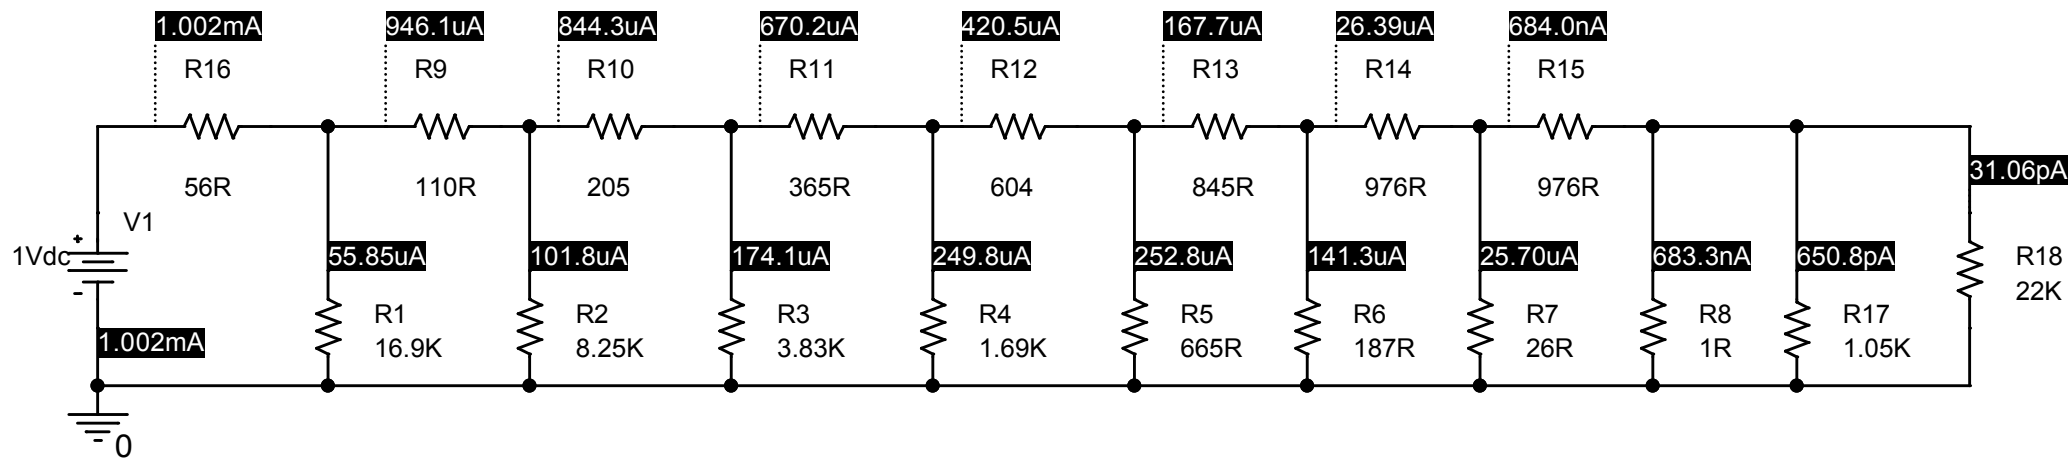 1.002mA 946.1uA 844.3uA 670.2uA 420.5uA 167.7uA 26.39uA 684.0nA
R16 R9 R10 R11 R12 R13 R14 R15
56R 110R 205 365R 604 845R 976R 976R
31.06pA
V1
+
1Vdc
-
55.85uA 101.8uA 174.1uA 249.8uA 252.8uA 141.3uA 25.70uA 683.3nA 650.8pA
R18
22K
R1 R2 R3 R4 R5 R6 R7 R8 R17
16.9K 8.25K 3.83K 1.69K 665R 187R 26R 1R 1.05K
1.002mA
0